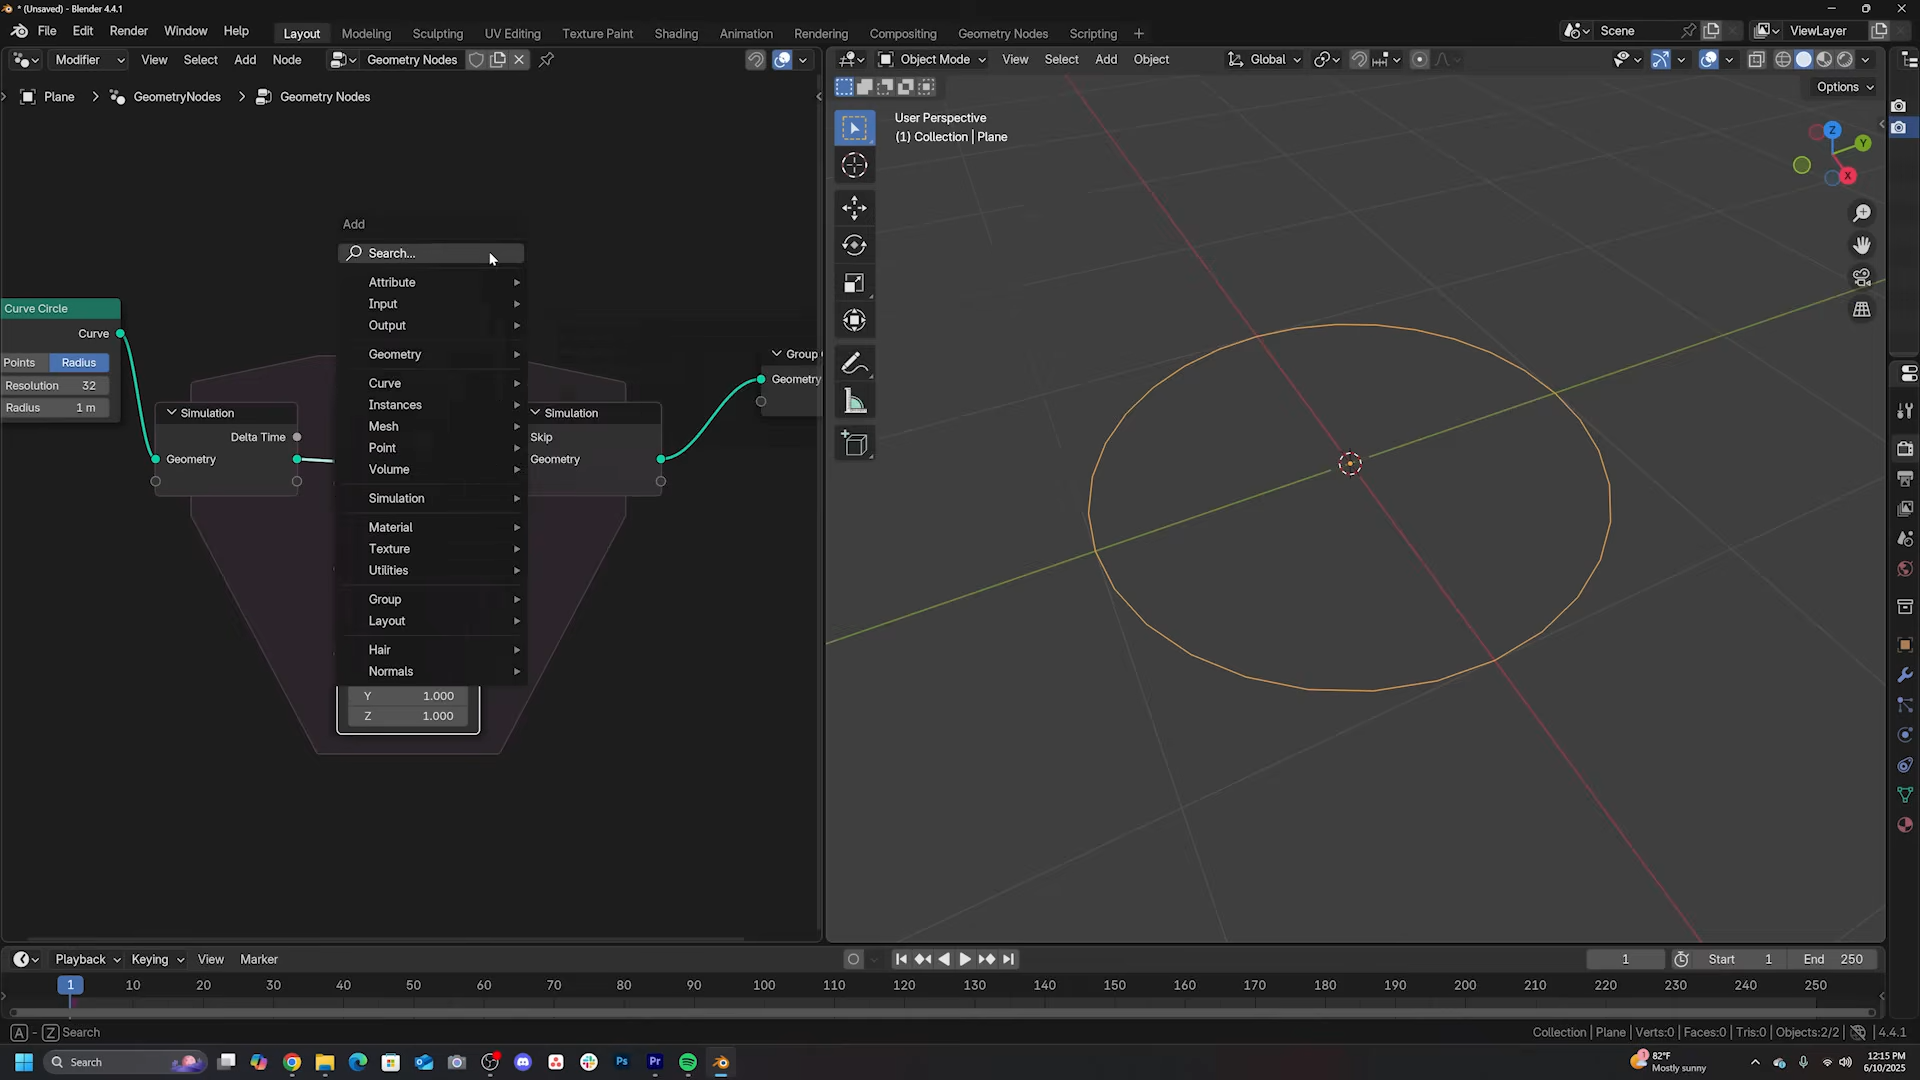 * (Unsaved) - Blender 4.4.1
File Edit Render Window Help
Layout Modeling Sculpting UV Editing Texture Paint Shading Animation Rendering Compositing Geometry Nodes Scripting +
Scene
ViewLayer
Modifier View Select Add Node
Geometry Nodes
Object Mode View Select Add Object
Global
Options
Plane > GeometryNodes > Geometry Nodes
User Perspective
(1) Collection | Plane
Z
Y
X
Add
Search...
Attribute
Input
Output
Geometry
Curve
Instances
Mesh
Point
Volume
Simulation
Material
Texture
Utilities
Group
Layout
Hair
Normals
Curve Circle
Curve
Points Radius
Resolution 32
Radius 1 m
Simulation
Delta Time
Geometry
Simulation
Skip
Geometry
Group
Geometry
Y 1.000
Z 1.000
Playback Keying View Marker
1
Start 1
End 250
1 10 20 30 40 50 60 70 80 90 100 110 120 130 140 150 160 170 180 190 200 210 220 230 240 250
A - Z Search
Collection | Plane | Verts:0 | Faces:0 | Tris:0 | Objects:2/2 | 4.4.1
Search
Ps
Pr
1
82°F
Mostly sunny
12:15 PM
6/10/2025